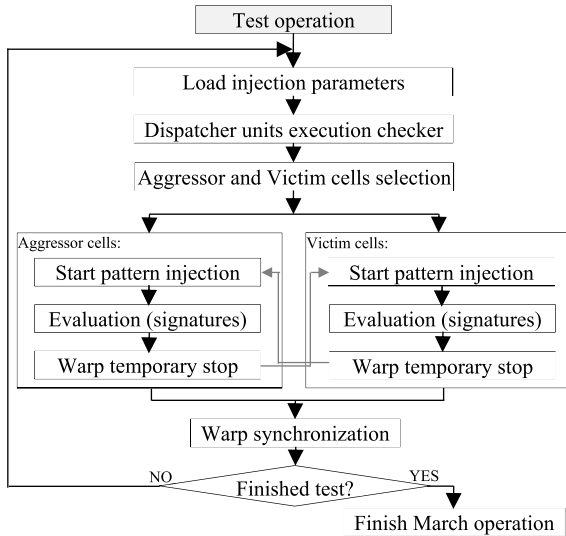 Test operation
Load injection parameters
Dispatcher units execution checker
Aggressor and Victim cells selection
Aggressor cells:
Start pattern injection
Evaluation (signatures)
Warp temporary stop
Victim cells:
Start pattern injection
Evaluation (signatures)
Warp temporary stop
Warp synchronization
NO
Finished test?
YES
Finish March operation